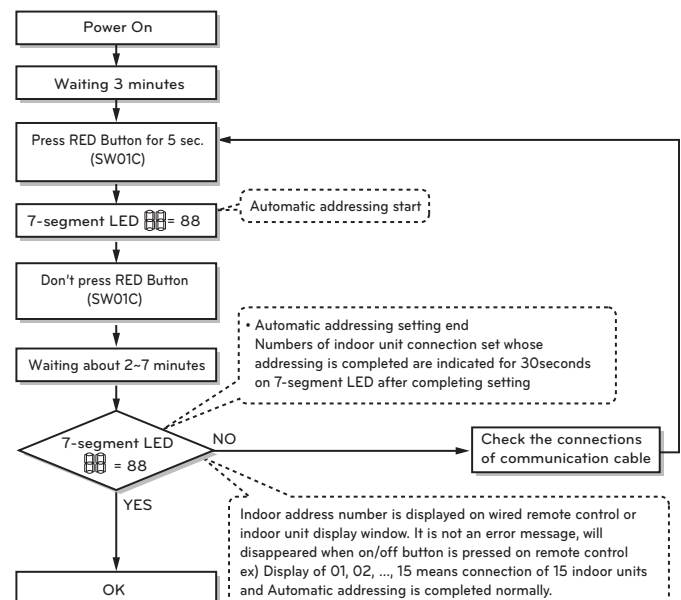 Power On
Waiting 3 minutes
Press RED Button for 5 sec.
(SW01C)
7-segment LED 88= 88
Automatic addressing start
Don't press RED Button
(SW01C)
• Automatic addressing setting end
Numbers of indoor unit connection set whose
addressing is completed are indicated for 30seconds
on 7-segment LED after completing setting
Waiting about 2~7 minutes
7-segment LED
88 = 88
NO
Check the connections
of communication cable
YES
Indoor address number is displayed on wired remote control or
indoor unit display window. It is not an error message, will
disappeared when on/off button is pressed on remote control
ex) Display of 01, 02, ..., 15 means connection of 15 indoor units
and Automatic addressing is completed normally.
OK